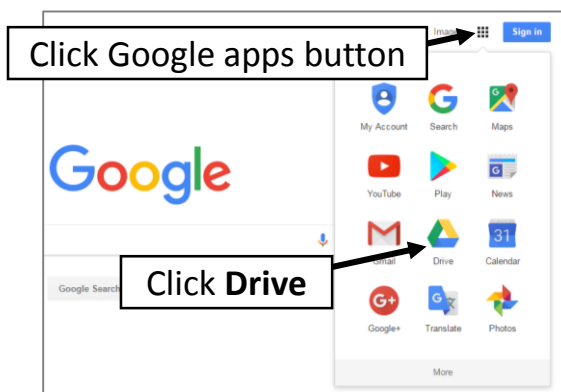 Images
Sign in
Click Google apps button
My Account
Search
Maps
Google
YouTube
Play
News
31
Gmail
Drive
Calendar
Click Drive
Google Search
G+
Google+
Translate
Photos
More